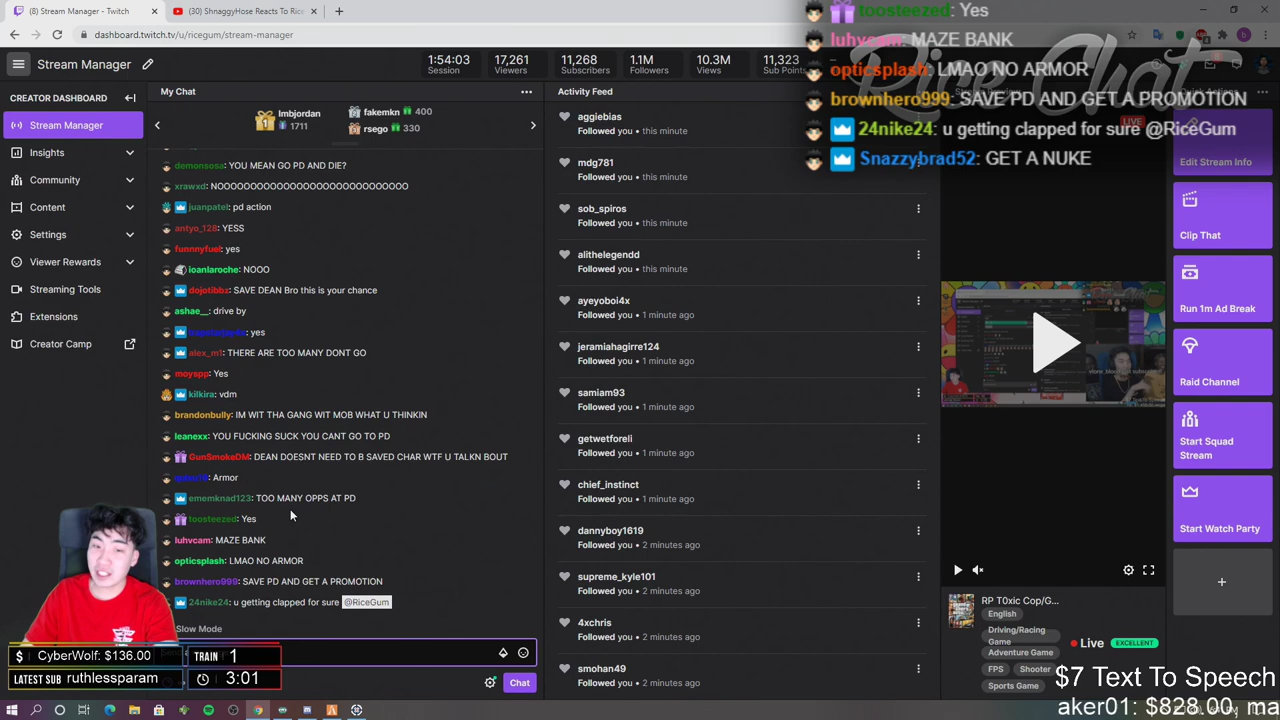 (8) Stream Manager - Twitch
(30) ShnaggyHose Reacts To Rice
dashboard.twitch.tv/u/ricegum/stream-manager
Stream Manager
1:54:03
Session
17,261
Viewers
11,268
Subscribers
1.1M
Followers
10.3M
Views
11,323
Sub Points
CREATOR DASHBOARD
Stream Manager
Insights
Community
Content
Settings
Viewer Rewards
Streaming Tools
Extensions
Creator Camp
My Chat
1
lmbjordan
1711
fakemkn 400
rsego 330
demonsosa: YOU MEAN GO PD AND DIE?
xrawxd: NOOOOOOOOOOOOOOOOOOOOOOOOOO
juanpatel: pd action
antyo_128: YESS
funnnyfuel: yes
ioanlaroche: NOOO
dojotibbz: SAVE DEAN Bro this is your chance
ashae__: drive by
: yes
alex_m1: THERE ARE TOO MANY DONT GO
moyspp: Yes
kilkira: vdm
brandonbully: IM WIT THA GANG WIT MOB WHAT U THINKIN
leanexx: YOU FUCKING SUCK YOU CANT GO TO PD
GunSmokeDM: DEAN DOESNT NEED TO B SAVED CHAR WTF U TALKN BOUT
: Armor
ememknad123: TOO MANY OPPS AT PD
toosteezed: Yes
luhvcam: MAZE BANK
opticsplash: LMAO NO ARMOR
brownhero999: SAVE PD AND GET A PROMOTION
24nike24: u getting clapped for sure @RiceGum
Slow Mode
Chat
Activity Feed
aggiebias
Followed you • this minute
mdg781
Followed you • this minute
sob_spiros
Followed you • this minute
alithelegendd
Followed you • this minute
ayeyoboi4x
Followed you • 1 minute ago
jeramiahagirre124
Followed you • 1 minute ago
samiam93
Followed you • 1 minute ago
getwetforeli
Followed you • 1 minute ago
chief_instinct
Followed you • 1 minute ago
dannyboy1619
Followed you • 2 minutes ago
supreme_kyle101
Followed you • 2 minutes ago
4xchris
Followed you • 2 minutes ago
smohan49
Followed you • 2 minutes ago
Rice Chat
toosteezed: Yes
luhvcam: MAZE BANK
opticsplash: LMAO NO ARMOR
brownhero999: SAVE PD AND GET A PROMOTION
24nike24: u getting clapped for sure @RiceGum
Snazzybrad52: GET A NUKE
LIVE
RP T0xic Cop/G...
English
Driving/Racing
Game
Adventure Game
FPS
Shooter
Sports Game
Live
EXCELLENT
Edit Stream Info
Clip That
Run 1m Ad Break
Raid Channel
Start Squad
Stream
Start Watch Party
$ CyberWolf: $136.00
TRAIN 1
LATEST SUB ruthlessparam
3:01
$7 Text To Speech
aker01: $828.00, ma